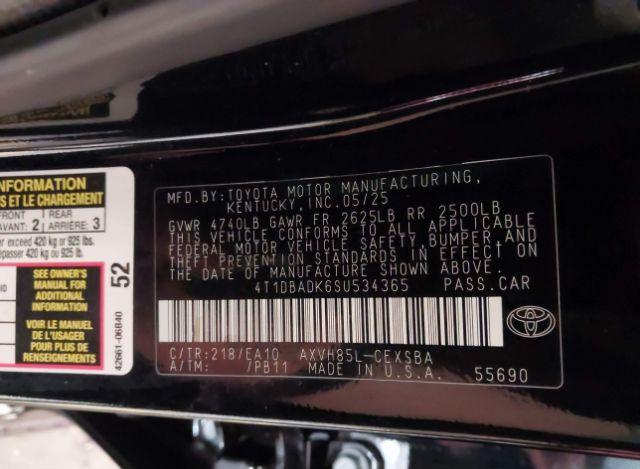 INFORMATION
S ET LE CHARGEMENT
FRONT
AVANT: 2
REAR
ARRIÈRE: 3
er exceed 420 kg or 925 lbs.
épasser 420 kg ou 925 lb.
SEE OWNER'S
MANUAL FOR
ADDITIONAL
INFORMATION
VOIR LE MANUEL
DE L'USAGER
POUR PLUS DE
RENSEIGNEMENTS
52
42661-06B40
MFD.BY:TOYOTA MOTOR MANUFACTURING,
KENTUCKY,INC.05/25
GVWR 4740LB GAWR FR 2625LB RR 2500LB
THIS VEHICLE CONFORMS TO ALL APPLICABLE
FEDERAL MOTOR VEHICLE SAFETY,BUMPER,AND
THEFT PREVENTION STANDARDS IN EFFECT ON
THE DATE OF MANUFACTURE SHOWN ABOVE.
4T1DBADK6SU534365 PASS.CAR
C/TR:218/EA10 AXVH85L-CEXSBA
A/TM: /PB11 MADE IN U.S.A. 55690